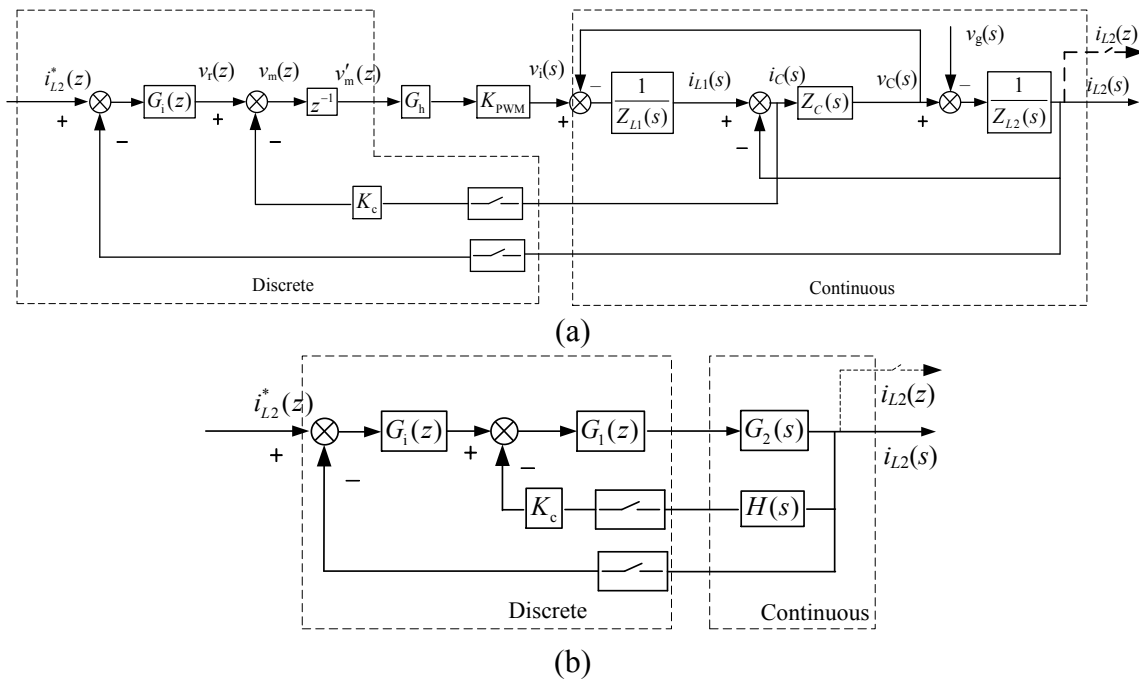 i*L2(z) Gi(z) vr(z) vm(z) z⁻¹ v′m(z) Gh KPWM vi(s) 1/ZL1(s) iL1(s) iC(s) ZC(s) vC(s) vg(s) 1/ZL2(s) iL2(z)
iL2(s)
+ − + − + − + − + −
Kc
Discrete
Continuous
(a)
i*L2(z) Gi(z) G1(z) G2(s) iL2(z)
iL2(s)
+ − + −
Kc H(s)
Discrete Continuous
(b)